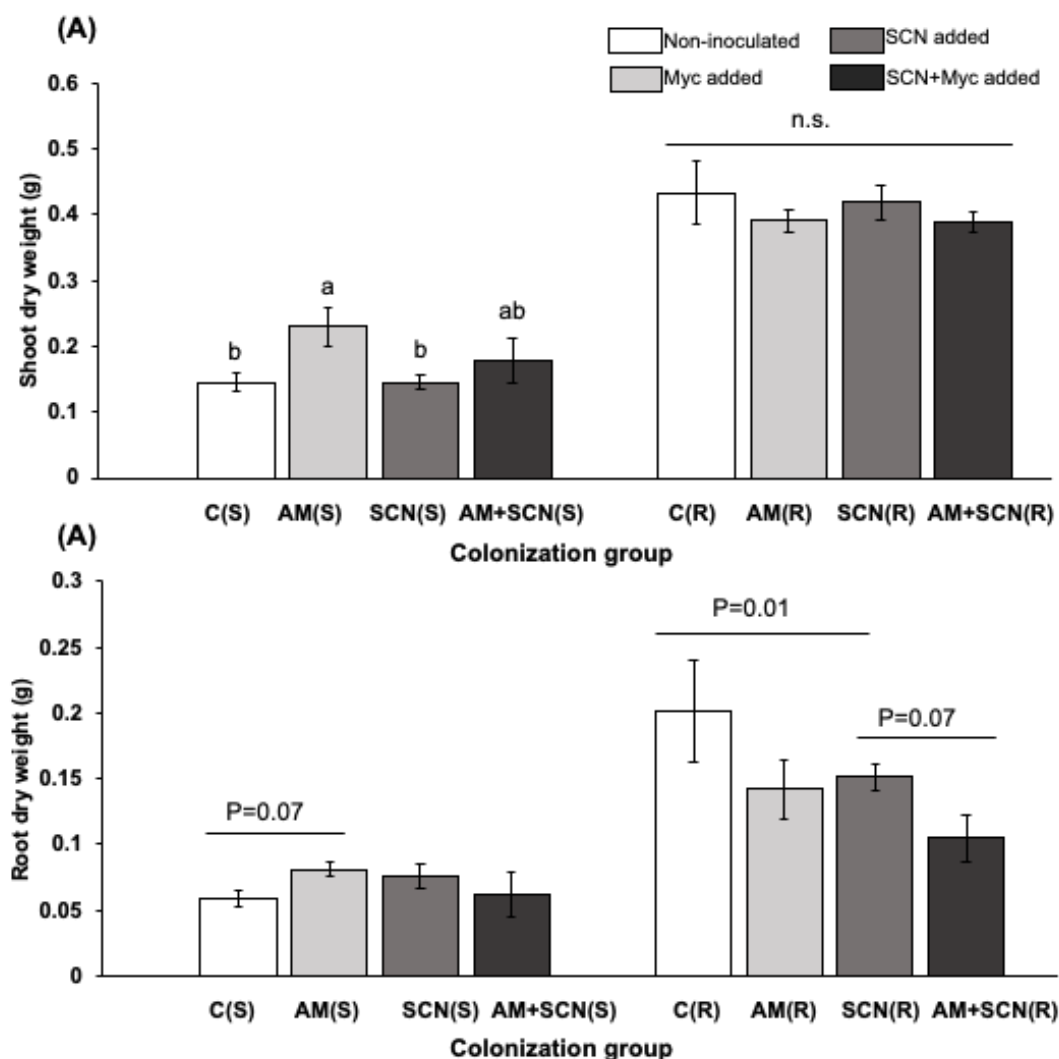 (A)
Non-inoculated
SCN added
Myc added
SCN+Myc added
Shoot dry weight (g)
0.6
0.5
0.4
0.3
0.2
0.1
0
b
a
b
ab
n.s.
C(S) AM(S) SCN(S) AM+SCN(S) C(R) AM(R) SCN(R) AM+SCN(R)
Colonization group
(A)
Root dry weight (g)
0.3
0.25
0.2
0.15
0.1
0.05
0
P=0.07
P=0.01
P=0.07
C(S) AM(S) SCN(S) AM+SCN(S) C(R) AM(R) SCN(R) AM+SCN(R)
Colonization group